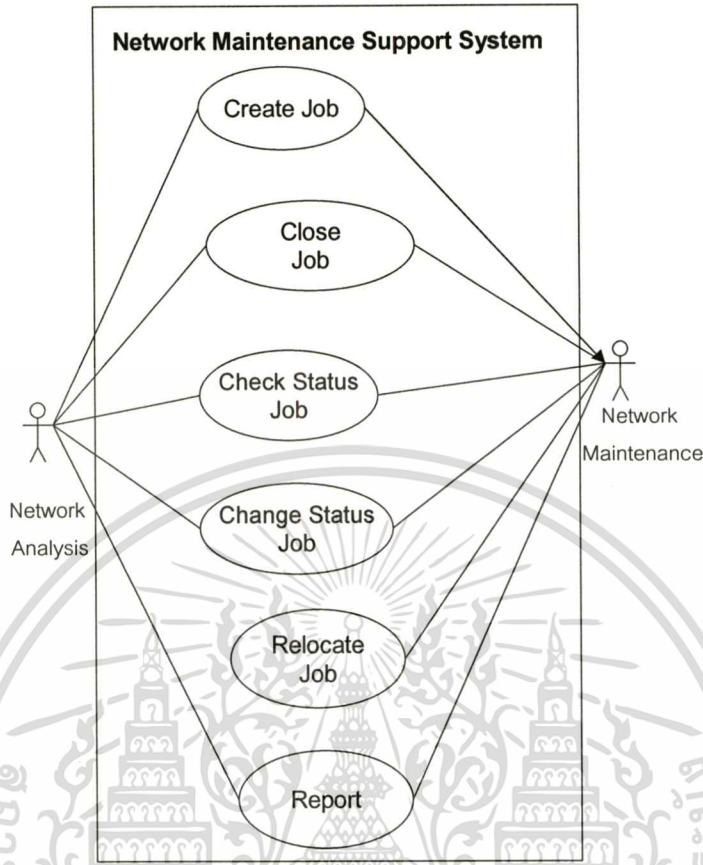 Network Maintenance Support System
Create Job
Close
Job
Check Status
Job
Network
Maintenance
Network
Analysis
Change Status
Job
Relocate
Job
Report